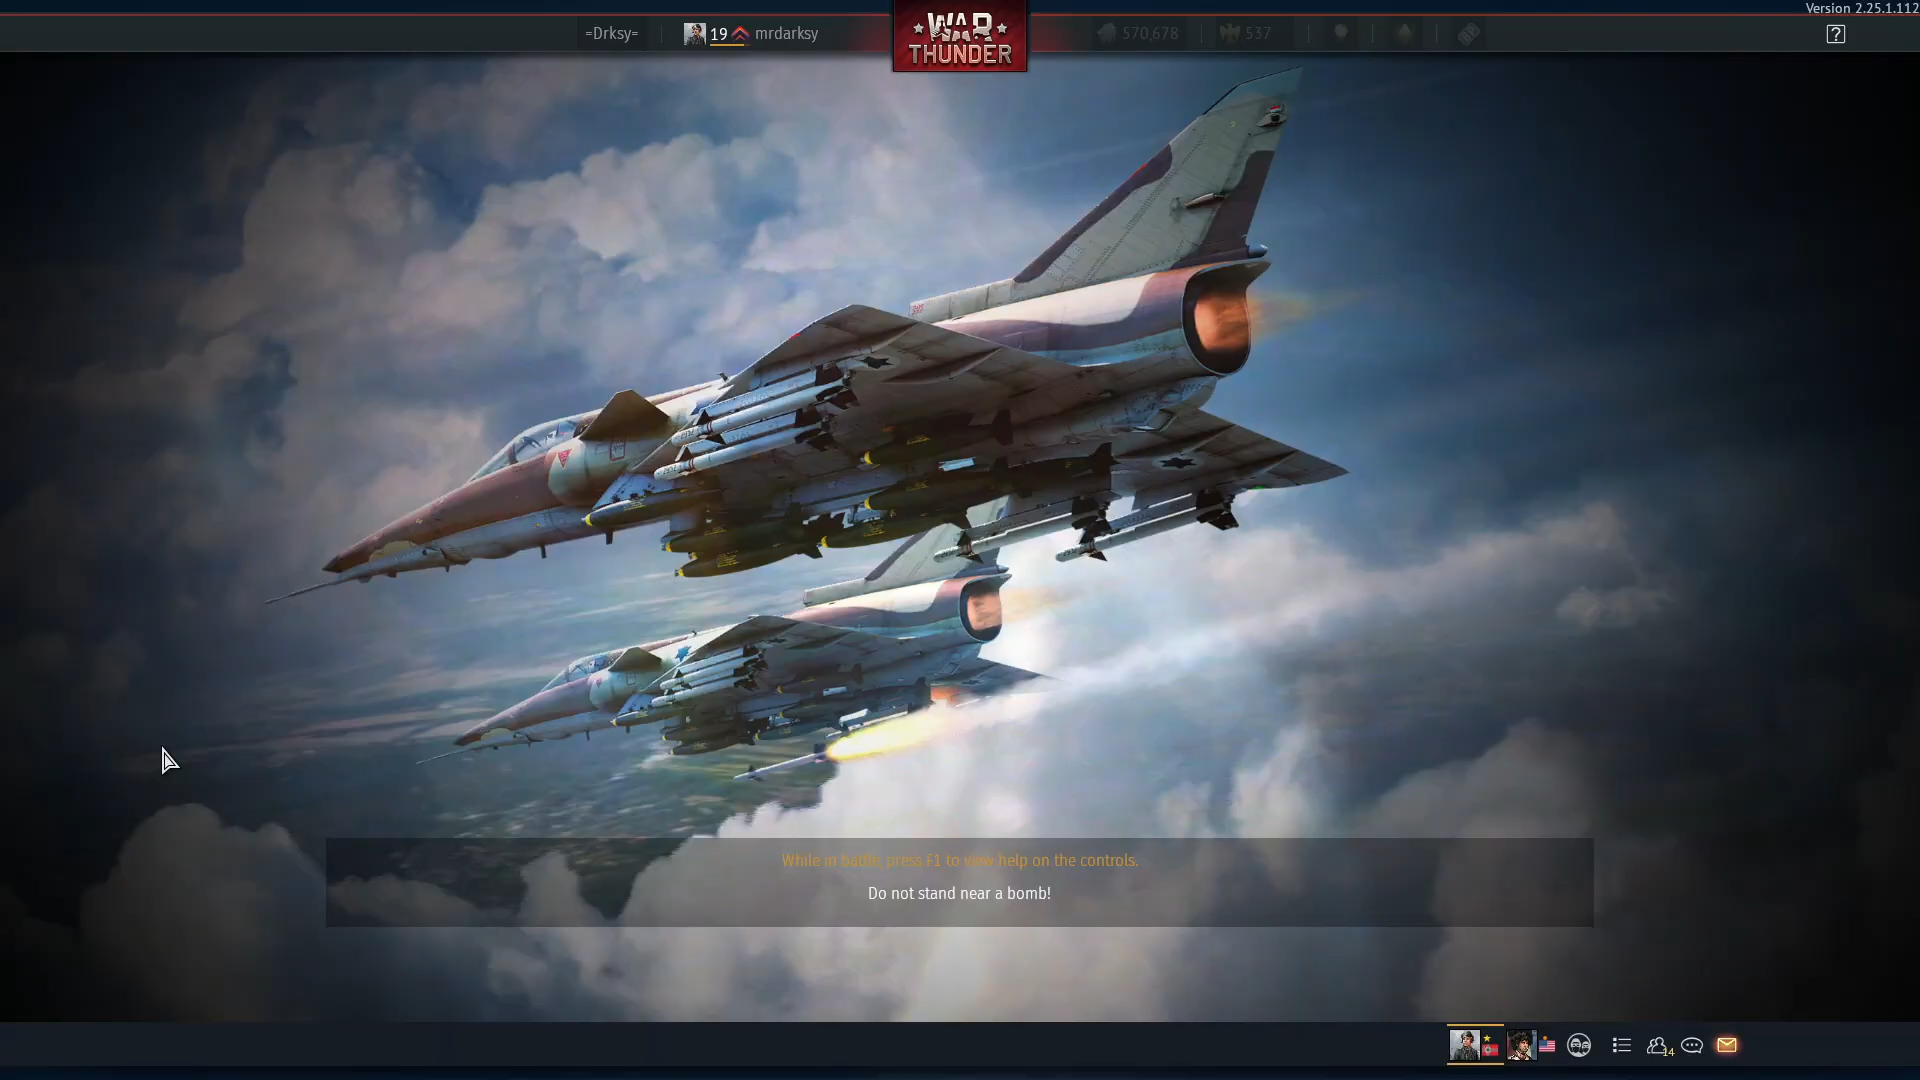 Version 2.25.1.112
=Drksy=
19 mrdarksy
WAR
THUNDER
570,678
537
?
While in battle, press F1 to view help on the controls.
Do not stand near a bomb!
14